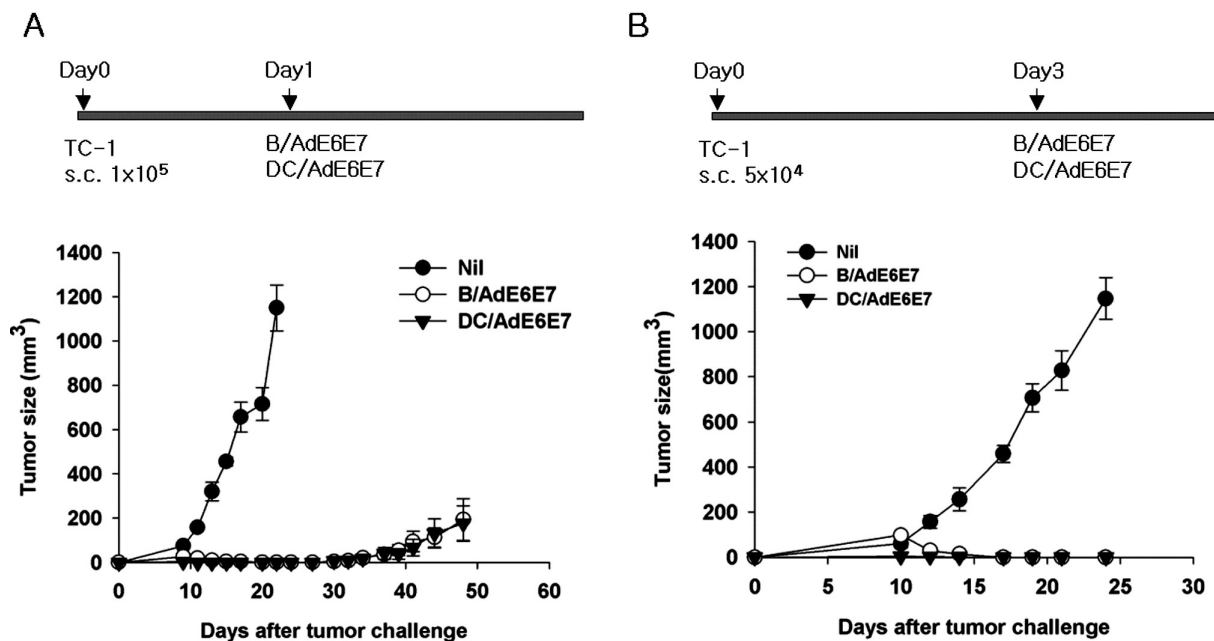 A
Day0 Day1
TC-1
s.c. 1x10⁵
B/AdE6E7
DC/AdE6E7
1400
1200
1000
800
600
400
200
0
Tumor size (mm³)
Nil
B/AdE6E7
DC/AdE6E7
0 10 20 30 40 50 60
Days after tumor challenge
B
Day0 Day3
TC-1
s.c. 5x10⁴
B/AdE6E7
DC/AdE6E7
1400
1200
1000
800
600
400
200
0
Tumor size(mm³)
Nil
B/AdE6E7
DC/AdE6E7
0 5 10 15 20 25 30
Days after tumor challenge